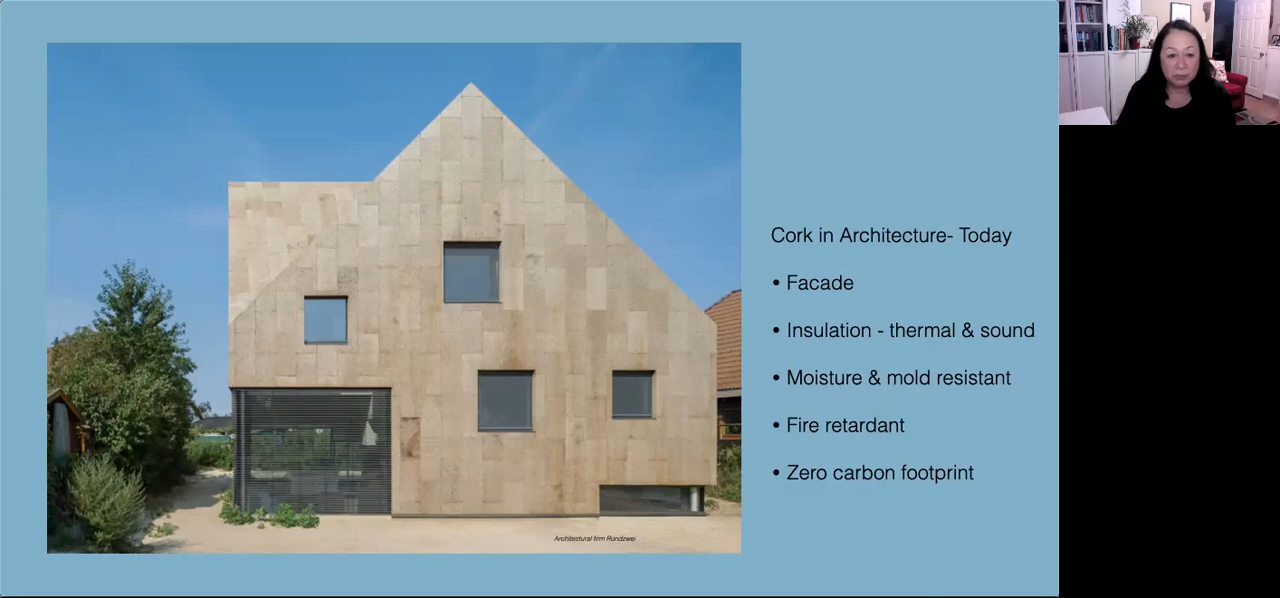 Cork in Architecture- Today
• Facade
• Insulation - thermal & sound
• Moisture & mold resistant
• Fire retardant
• Zero carbon footprint
Architectural firm Rundzwei